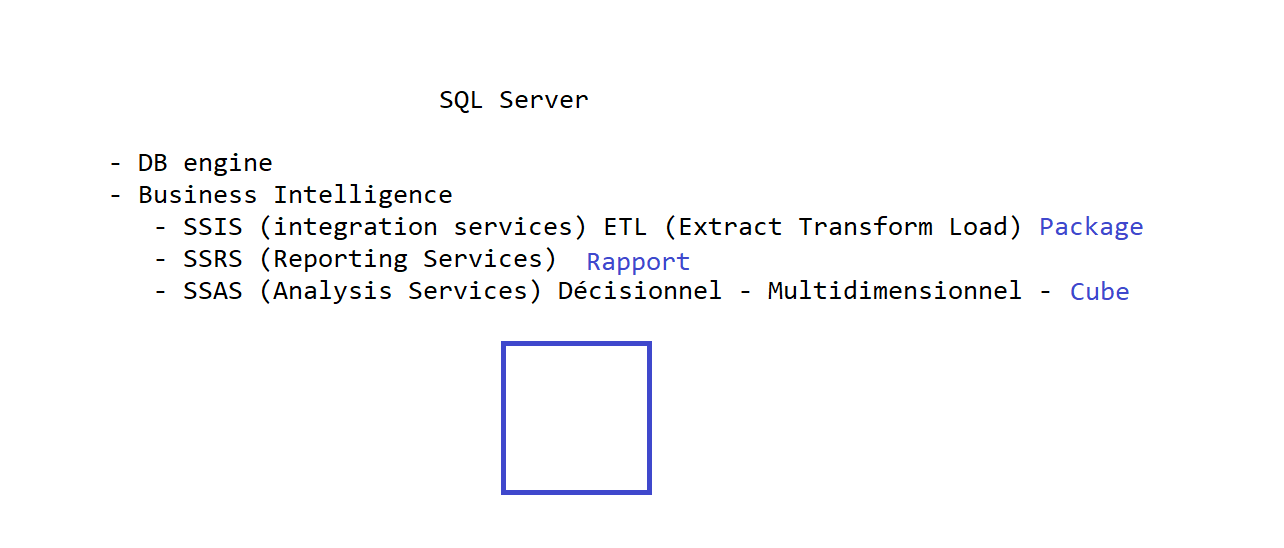 SQL Server
- DB engine
- Business Intelligence
- SSIS (integration services) ETL (Extract Transform Load) Package
- SSRS (Reporting Services) Rapport
- SSAS (Analysis Services) Décisionnel - Multidimensionnel - Cube